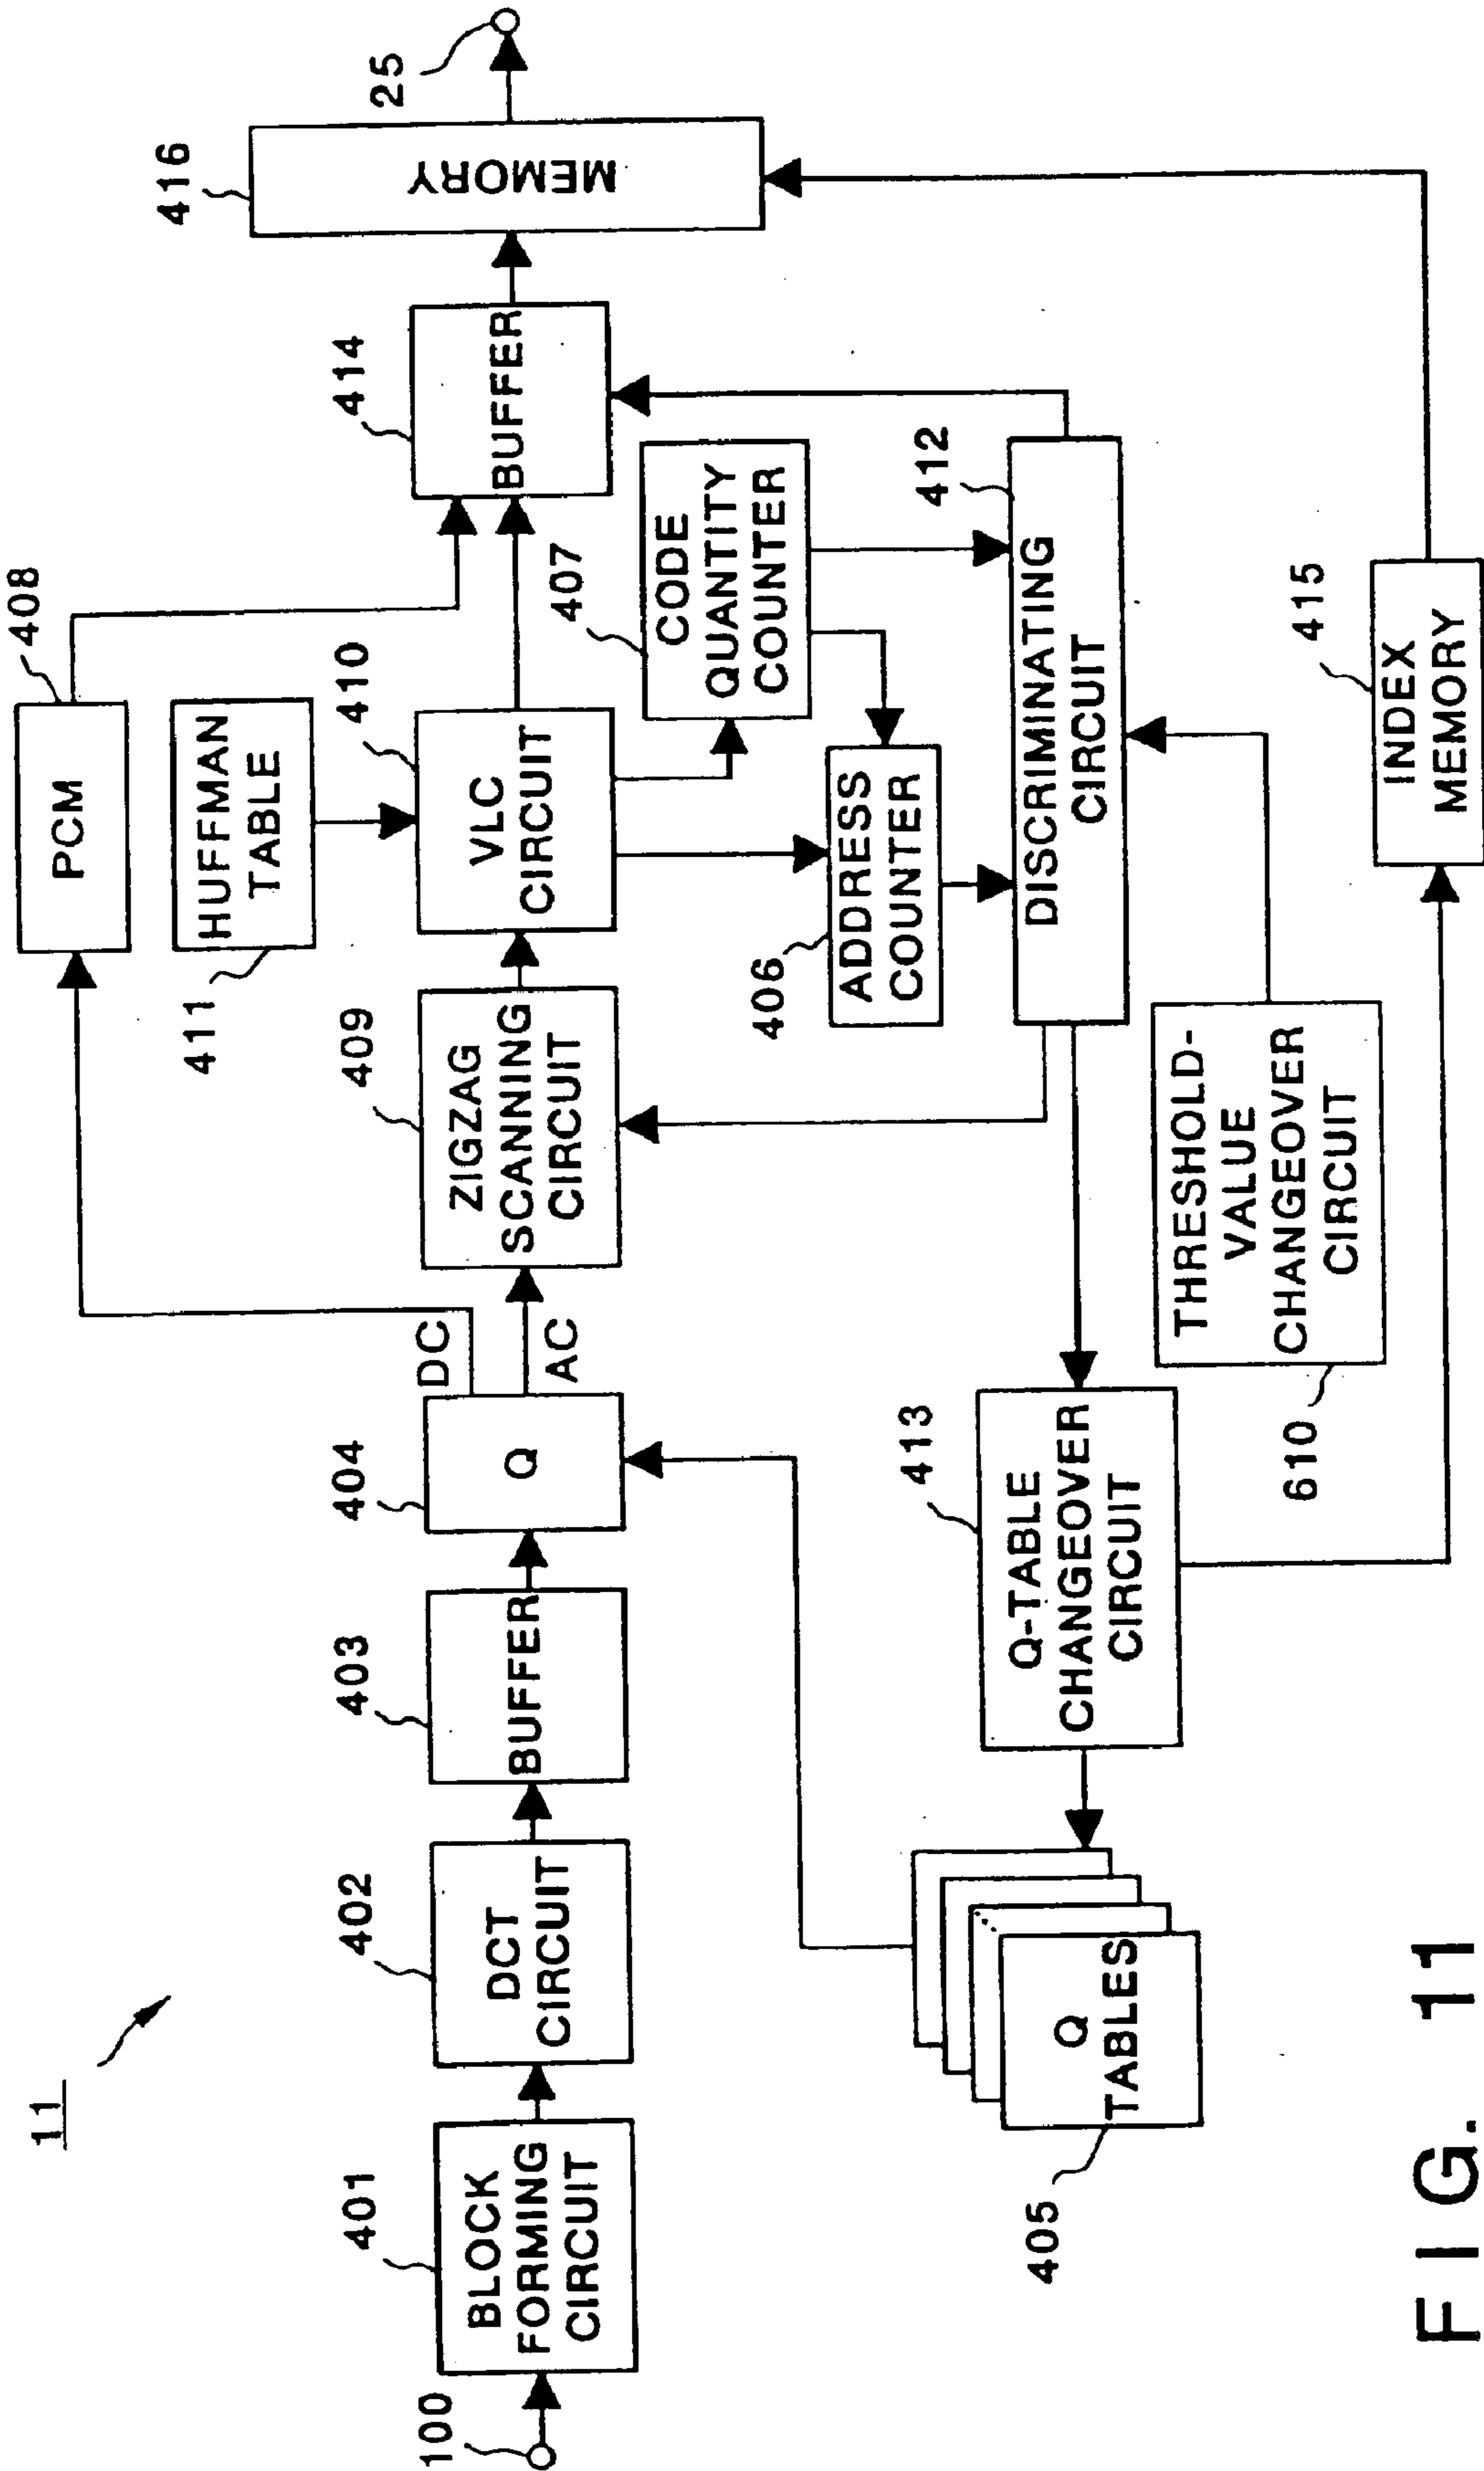 11
100
401
BLOCK
FORMING
CIRCUIT
402
DCT
CIRCUIT
403
BUFFER
404
Q
DC
AC
408
PCM
HUFFMAN
TABLE
411
409
ZIGZAG
SCANNING
CIRCUIT
410
VLC
CIRCUIT
414
BUFFER
416
MEMORY
25
407
CODE
QUANTITY
COUNTER
406
ADDRESS
COUNTER
412
DISCRIMINATING
CIRCUIT
405
Q
TABLES
413
Q-TABLE
CHANGEOVER
CIRCUIT
610
THRESHOLD-
VALUE
CHANGEOVER
CIRCUIT
415
INDEX
MEMORY
FIG. 11